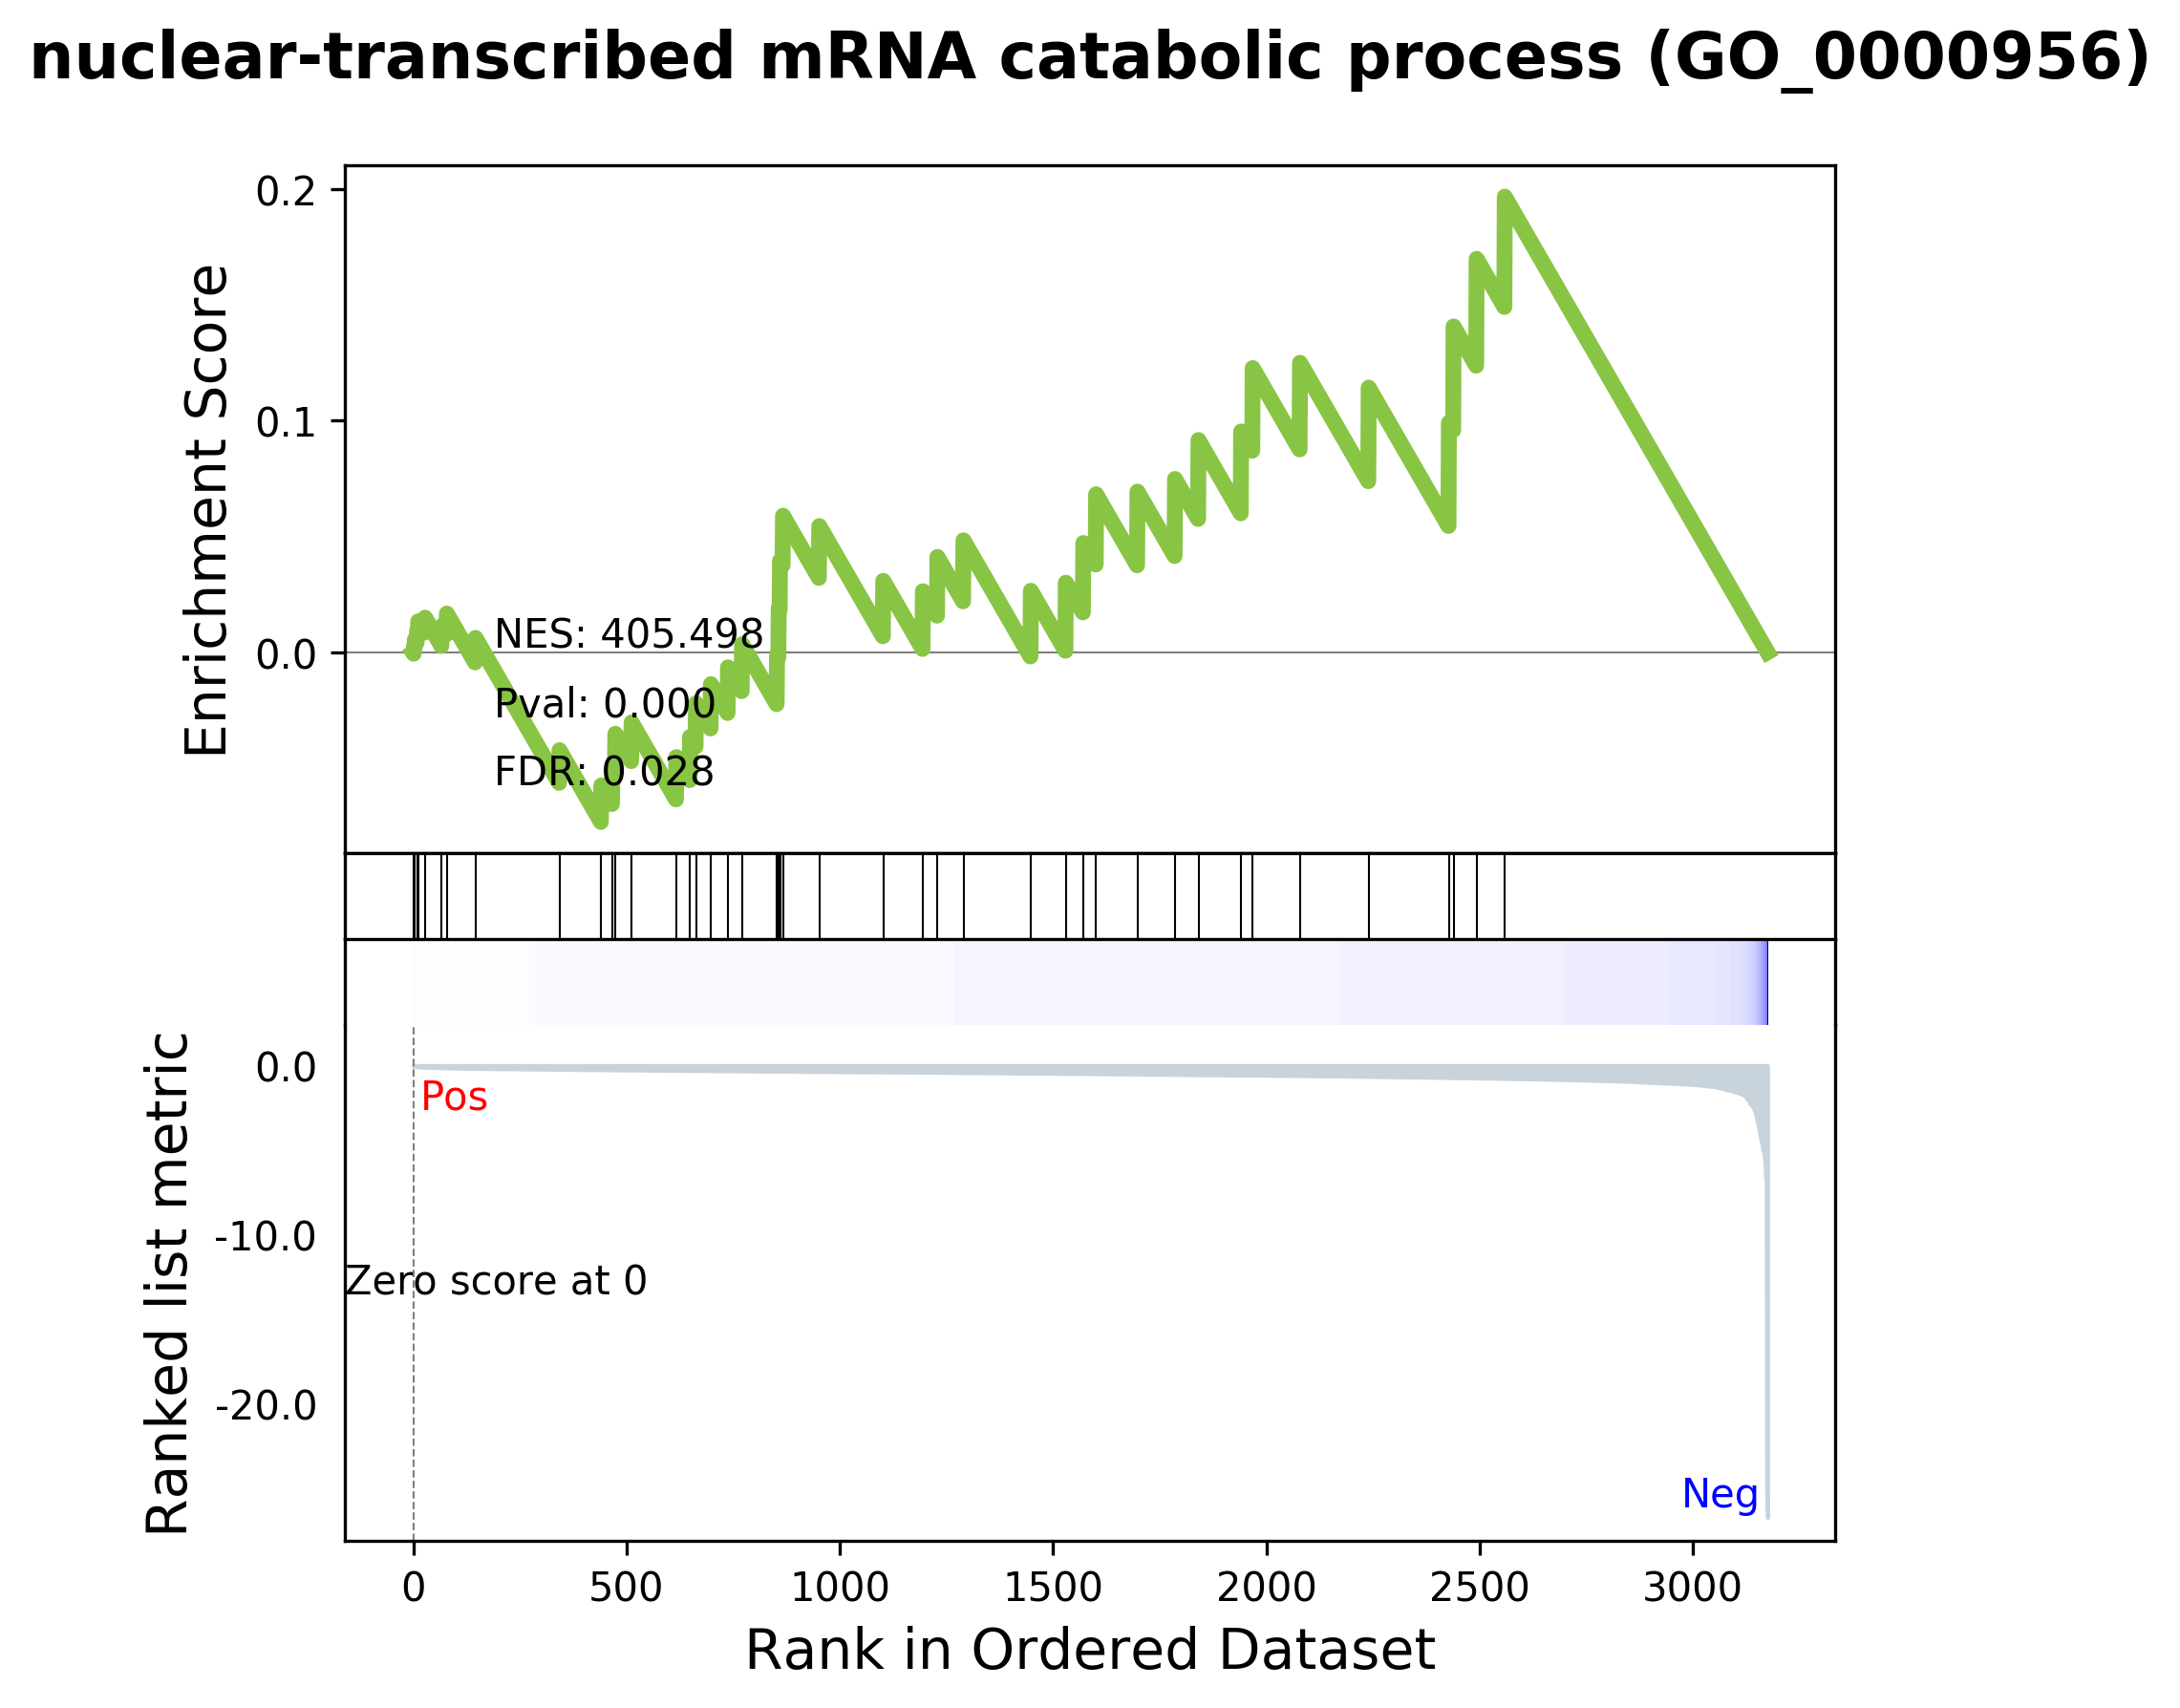 nuclear-transcribed mRNA catabolic process (GO_0000956)
Enrichment Score
0.2
0.1
0.0
NES: 405.498
Pval: 0.000
FDR: 0.028
Ranked list metric
0.0
-10.0
-20.0
Pos
Zero score at 0
Neg
0 500 1000 1500 2000 2500 3000
Rank in Ordered Dataset